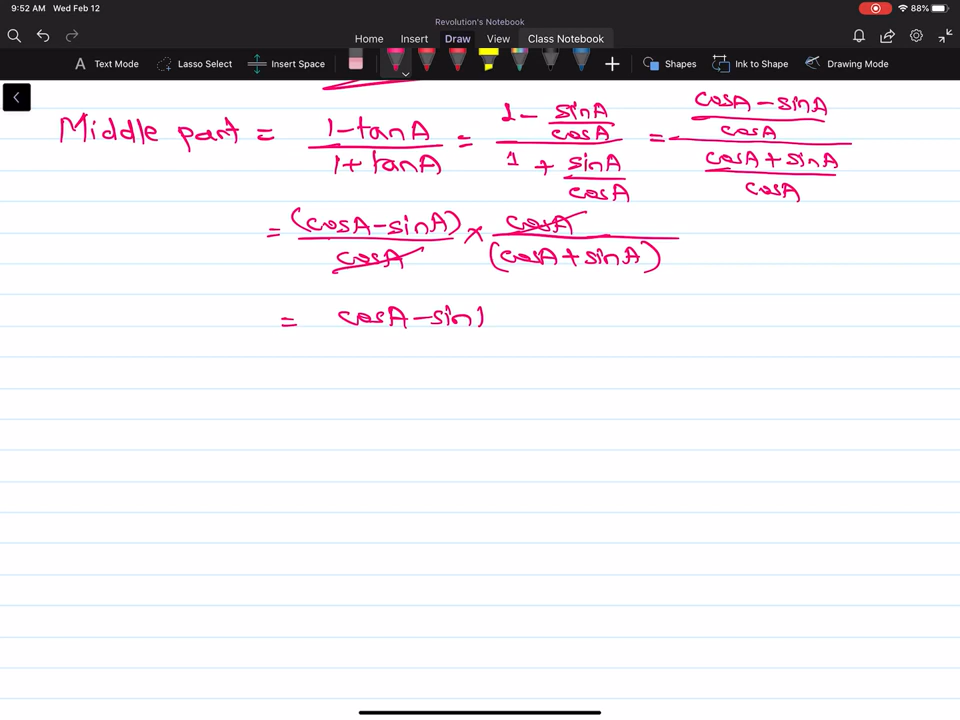 9:52 AM Wed Feb 12
88%
Revolution's Notebook
Home Insert Draw View Class Notebook
Text Mode Lasso Select Insert Space Shapes Ink to Shape Drawing Mode
Middle part = (1-tanA)/(1+tanA) = (1 - sinA/cosA)/(1 + sinA/cosA) = ((cosA-sinA)/cosA)/((cosA+sinA)/cosA)
= (cosA-sinA)/cosA × cosA/(cosA+sinA)
= cosA-sin